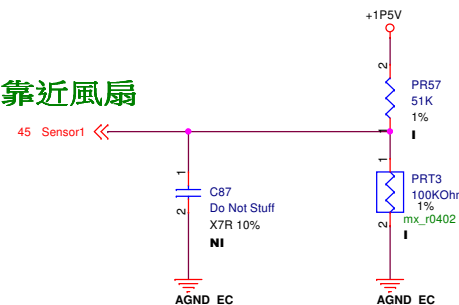 +1P5V
2
PR57
51K
1%
I
靠近風扇
45 Sensor1
1
C87
2
Do Not Stuff
X7R 10%
NI
1
PRT3
100KOhm
1%
2
mx_r0402
I
AGND_EC
AGND_EC